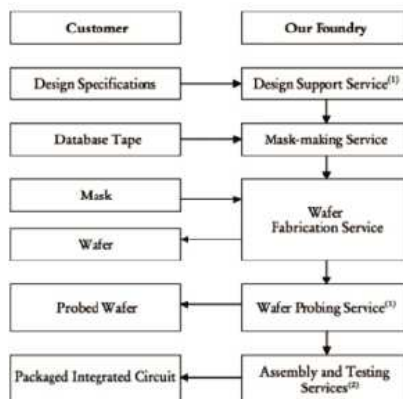 Customer
Our Foundry
Design Specifications
Design Support Service(1)
Database Tape
Mask-making Service
Mask
Wafer
Fabrication Service
Wafer
Probed Wafer
Wafer Probing Service(1)
Packaged Integrated Circuit
Assembly and Testing
Services(2)